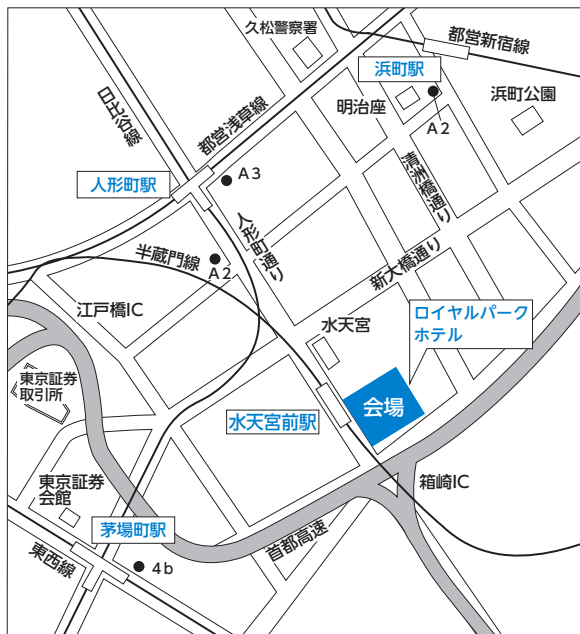 久松警察署
都営新宿線
浜町駅
日比谷線
都営浅草線
明治座
A2
浜町公園
人形町駅
A3
清洲橋通り
人形町通り
半蔵門線
A2
新大橋通り
江戸橋IC
水天宮
ロイヤルパーク
ホテル
東京証券
取引所
会場
水天宮前駅
東京証券
会館
箱崎IC
茅場町駅
首都高速
東西線
4b